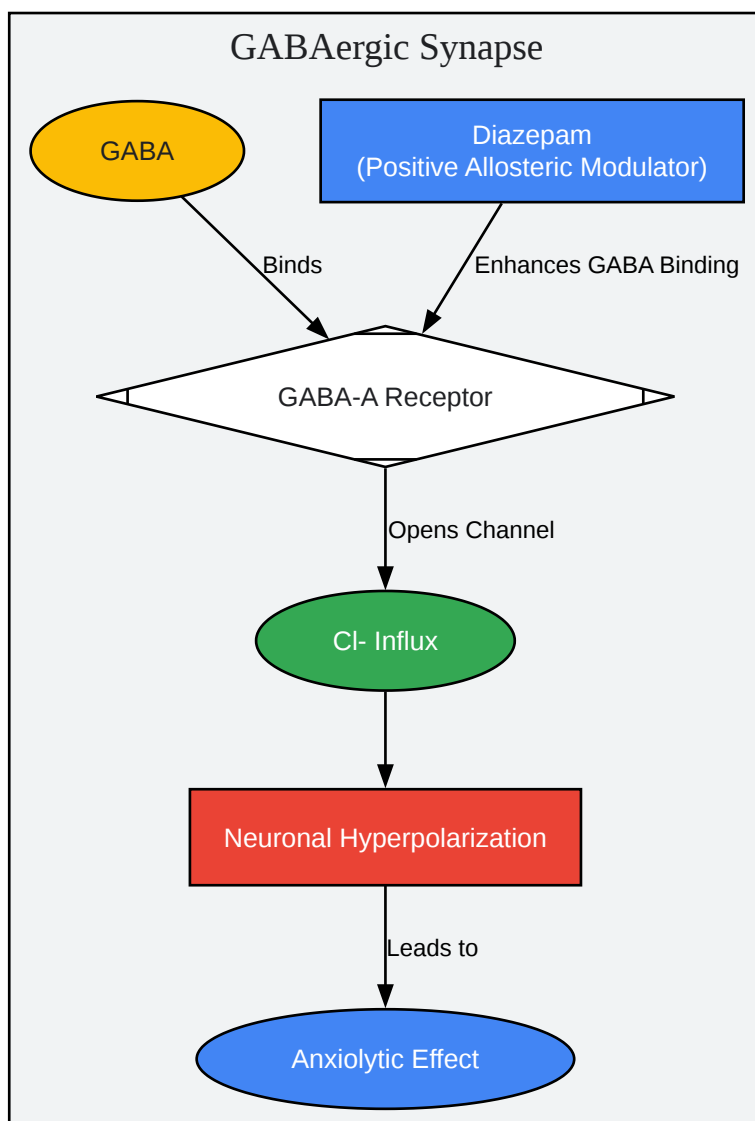 GABAergic Synapse
GABA
Diazepam
(Positive Allosteric Modulator)
Binds
Enhances GABA Binding
GABA-A Receptor
Opens Channel
Cl- Influx
Neuronal Hyperpolarization
Leads to
Anxiolytic Effect